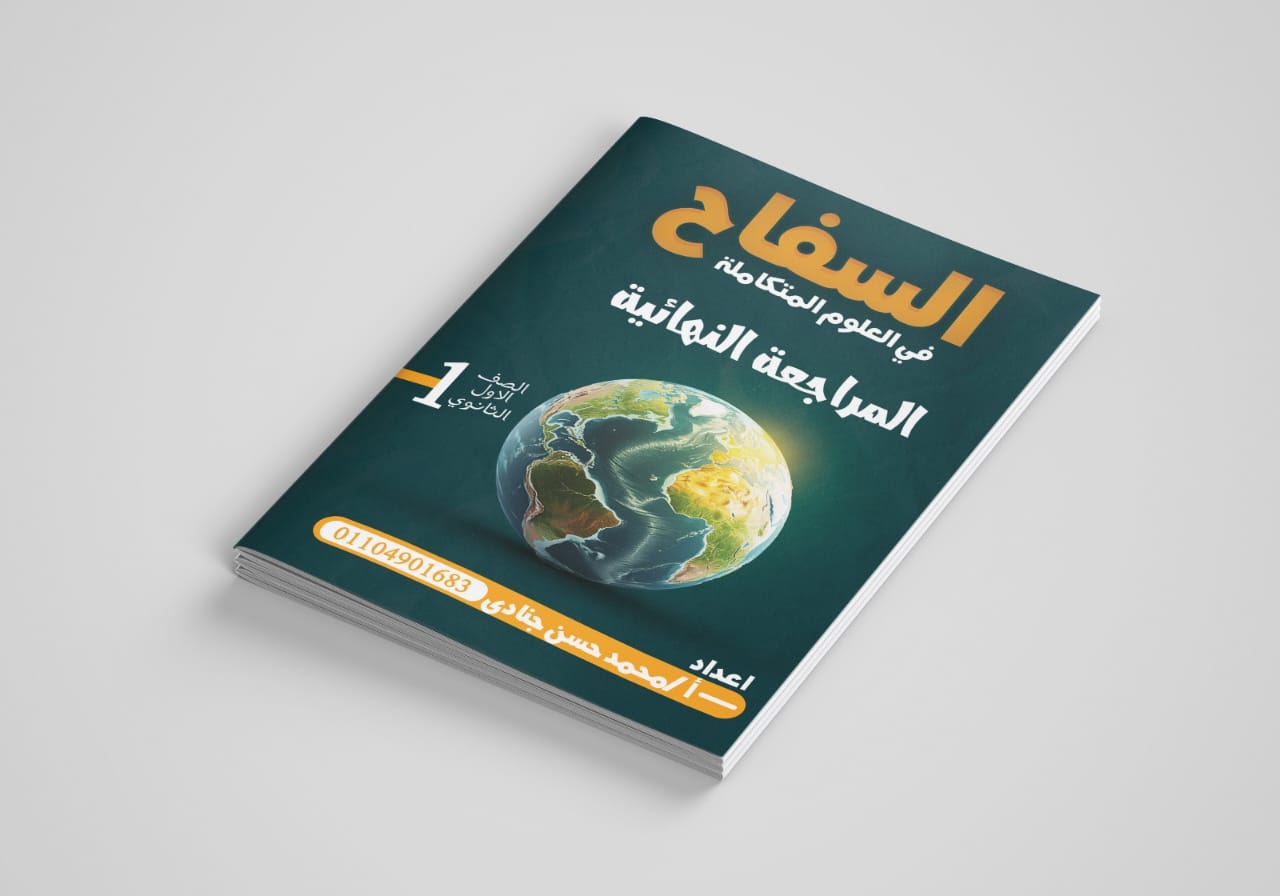 السفاح
في العلوم المتكاملة
المراجعة النهائية
1
الصف
الاول
الثانوي
اعداد
أ/محمد حسن جنادى 01104901683